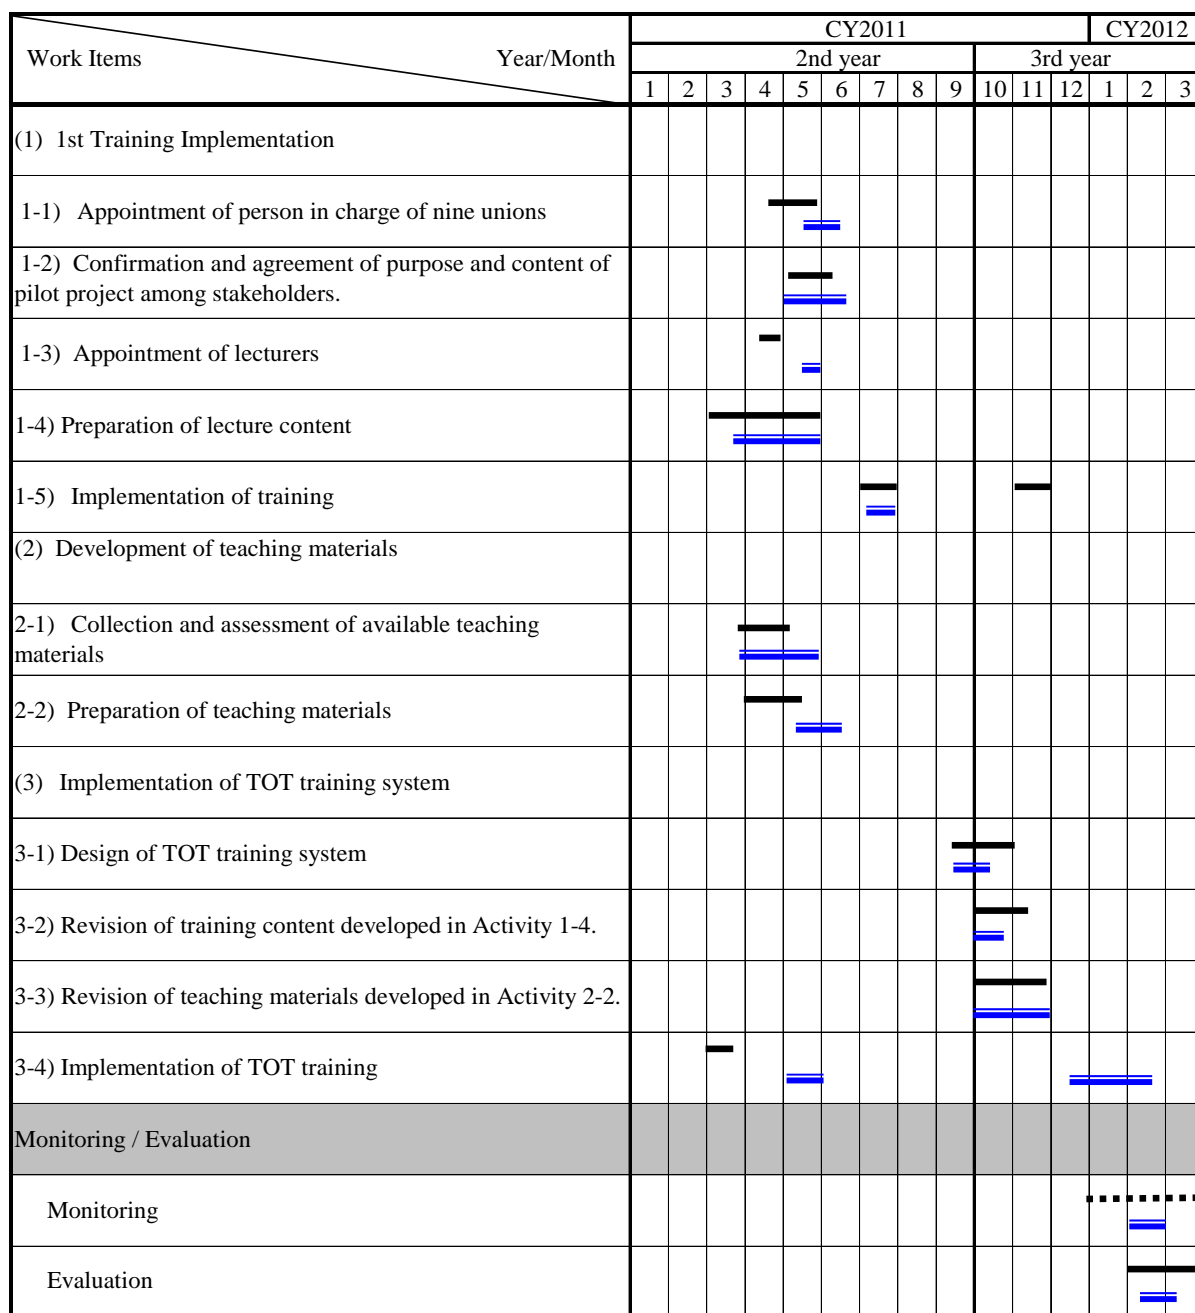 CY2011 CY2012
Work Items Year/Month 2nd year 3rd year
1 2 3 4 5 6 7 8 9 10 11 12 1 2 3
(1) 1st Training Implementation
1-1) Appointment of person in charge of nine unions
1-2) Confirmation and agreement of purpose and content of
pilot project among stakeholders.
1-3) Appointment of lecturers
1-4) Preparation of lecture content
1-5) Implementation of training
(2) Development of teaching materials
2-1) Collection and assessment of available teaching
materials
2-2) Preparation of teaching materials
(3) Implementation of TOT training system
3-1) Design of TOT training system
3-2) Revision of training content developed in Activity 1-4.
3-3) Revision of teaching materials developed in Activity 2-2.
3-4) Implementation of TOT training
Monitoring / Evaluation
Monitoring
Evaluation